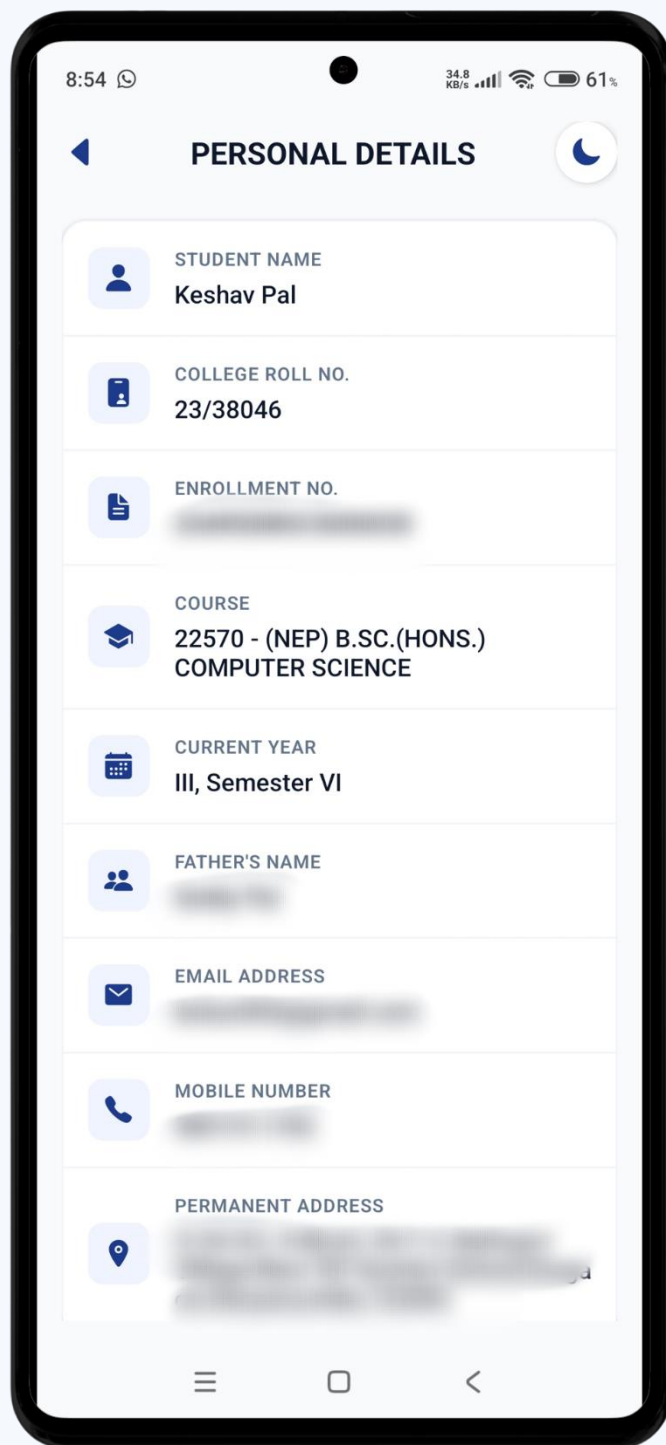 8:54
34.8
KB/s
61%
PERSONAL DETAILS
STUDENT NAME
Keshav Pal
COLLEGE ROLL NO.
23/38046
ENROLLMENT NO.
COURSE
22570 - (NEP) B.SC.(HONS.)
COMPUTER SCIENCE
CURRENT YEAR
III, Semester VI
FATHER'S NAME
EMAIL ADDRESS
MOBILE NUMBER
PERMANENT ADDRESS